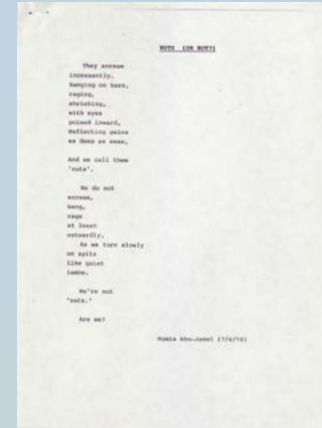 NUTS (OR NOT?)
They scream
incessantly,
banging on bars,
raging,
shrieking,
with eyes
poised inward,
Reflecting pains
as deep as seas,
And we call them
'nuts'.
We do not
scream,
bang,
rage
at least
outwardly,
As we turn slowly
on spits
like quiet
lambs.
We're not
'nuts.'
Are we?
Mumia Abu-Jamal